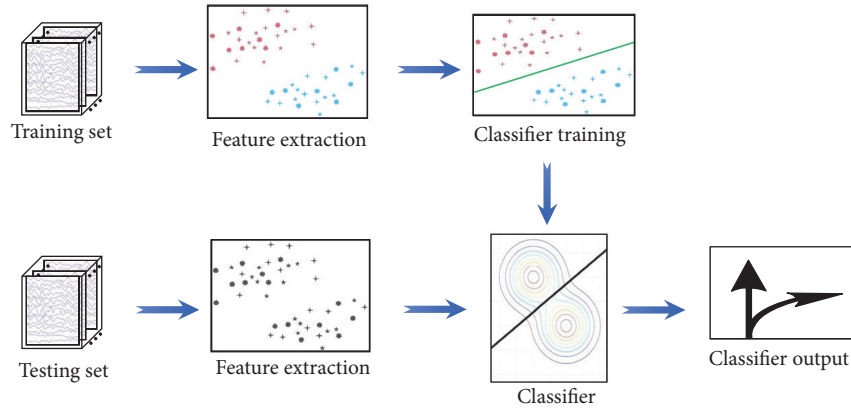 Training set
Feature extraction
Classifier training
Testing set
Feature extraction
Classifier
Classifier output